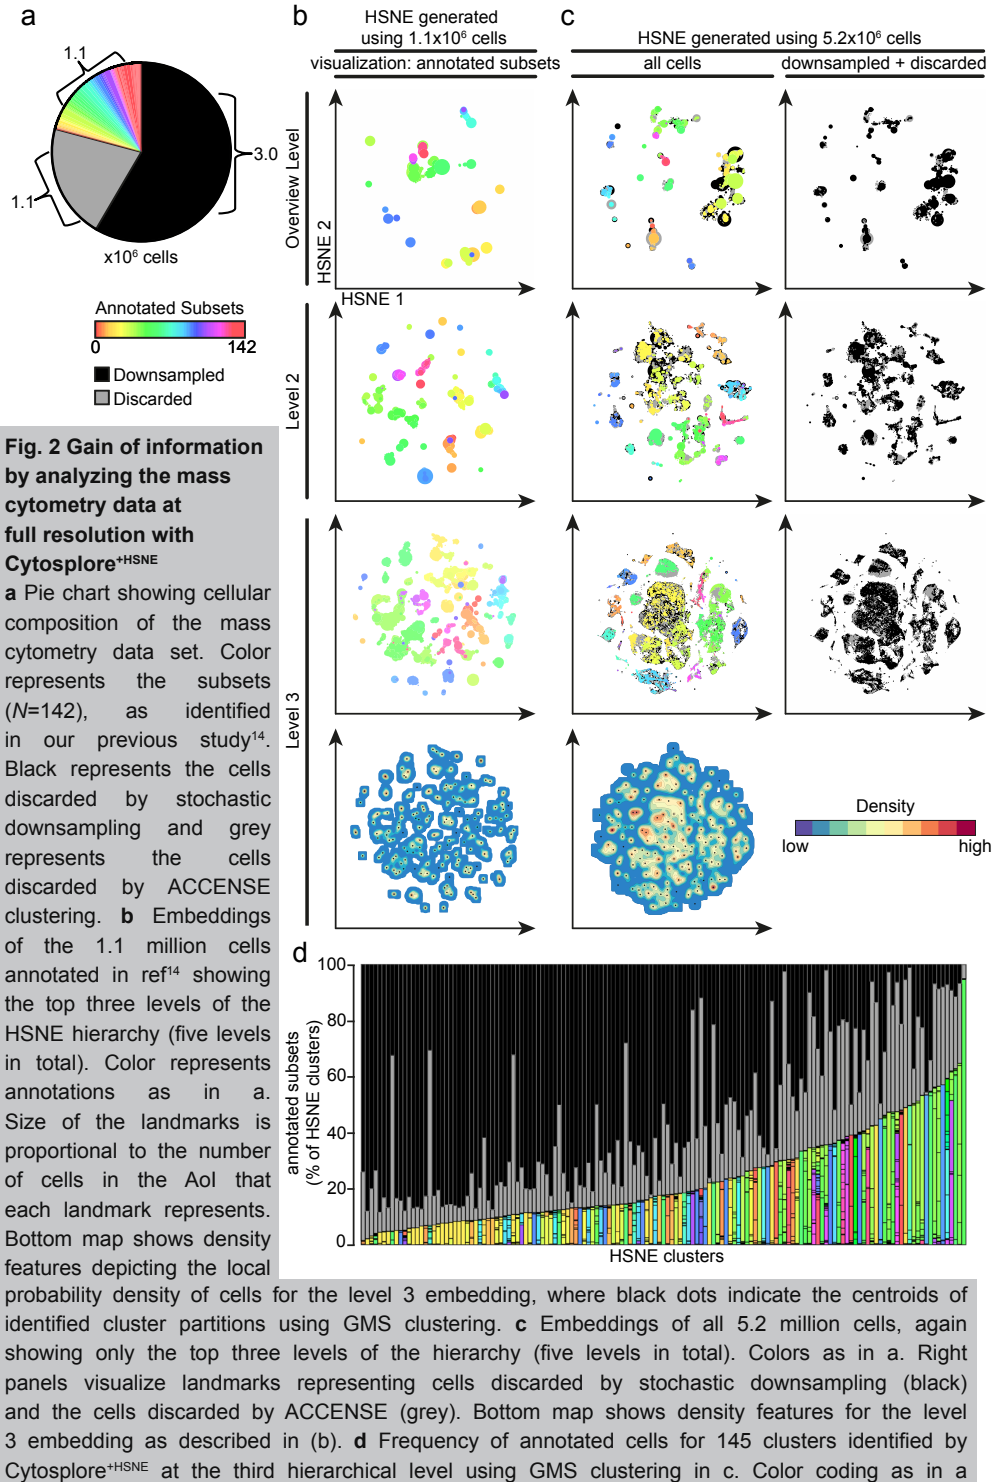 a
1.1
3.0
1.1
x10⁶ cells
Annotated Subsets
0
142
Downsampled
Discarded
b
HSNE generated
using 1.1x10⁶ cells
visualization: annotated subsets
c
HSNE generated using 5.2x10⁶ cells
all cells
downsampled + discarded
Overview Level
HSNE 2
HSNE 1
Level 2
Level 3
Density
low
high
d
annotated subsets
(% of HSNE clusters)
100
80
60
40
20
0
HSNE clusters
Fig. 2 Gain of information
by analyzing the mass
cytometry data at
full resolution with
Cytosplore⁺ᴴˢᴺᴱ
a Pie chart showing cellular
composition of the mass
cytometry data set. Color
represents the subsets
(N=142), as identified
in our previous study¹⁴.
Black represents the cells
discarded by stochastic
downsampling and grey
represents the cells
discarded by ACCENSE
clustering. b Embeddings
of the 1.1 million cells
annotated in ref¹⁴ showing
the top three levels of the
HSNE hierarchy (five levels
in total). Color represents
annotations as in a.
Size of the landmarks is
proportional to the number
of cells in the AoI that
each landmark represents.
Bottom map shows density
features depicting the local
probability density of cells for the level 3 embedding, where black dots indicate the centroids of
identified cluster partitions using GMS clustering. c Embeddings of all 5.2 million cells, again
showing only the top three levels of the hierarchy (five levels in total). Colors as in a. Right
panels visualize landmarks representing cells discarded by stochastic downsampling (black)
and the cells discarded by ACCENSE (grey). Bottom map shows density features for the level
3 embedding as described in (b). d Frequency of annotated cells for 145 clusters identified by
Cytosplore⁺ᴴˢᴺᴱ at the third hierarchical level using GMS clustering in c. Color coding as in a